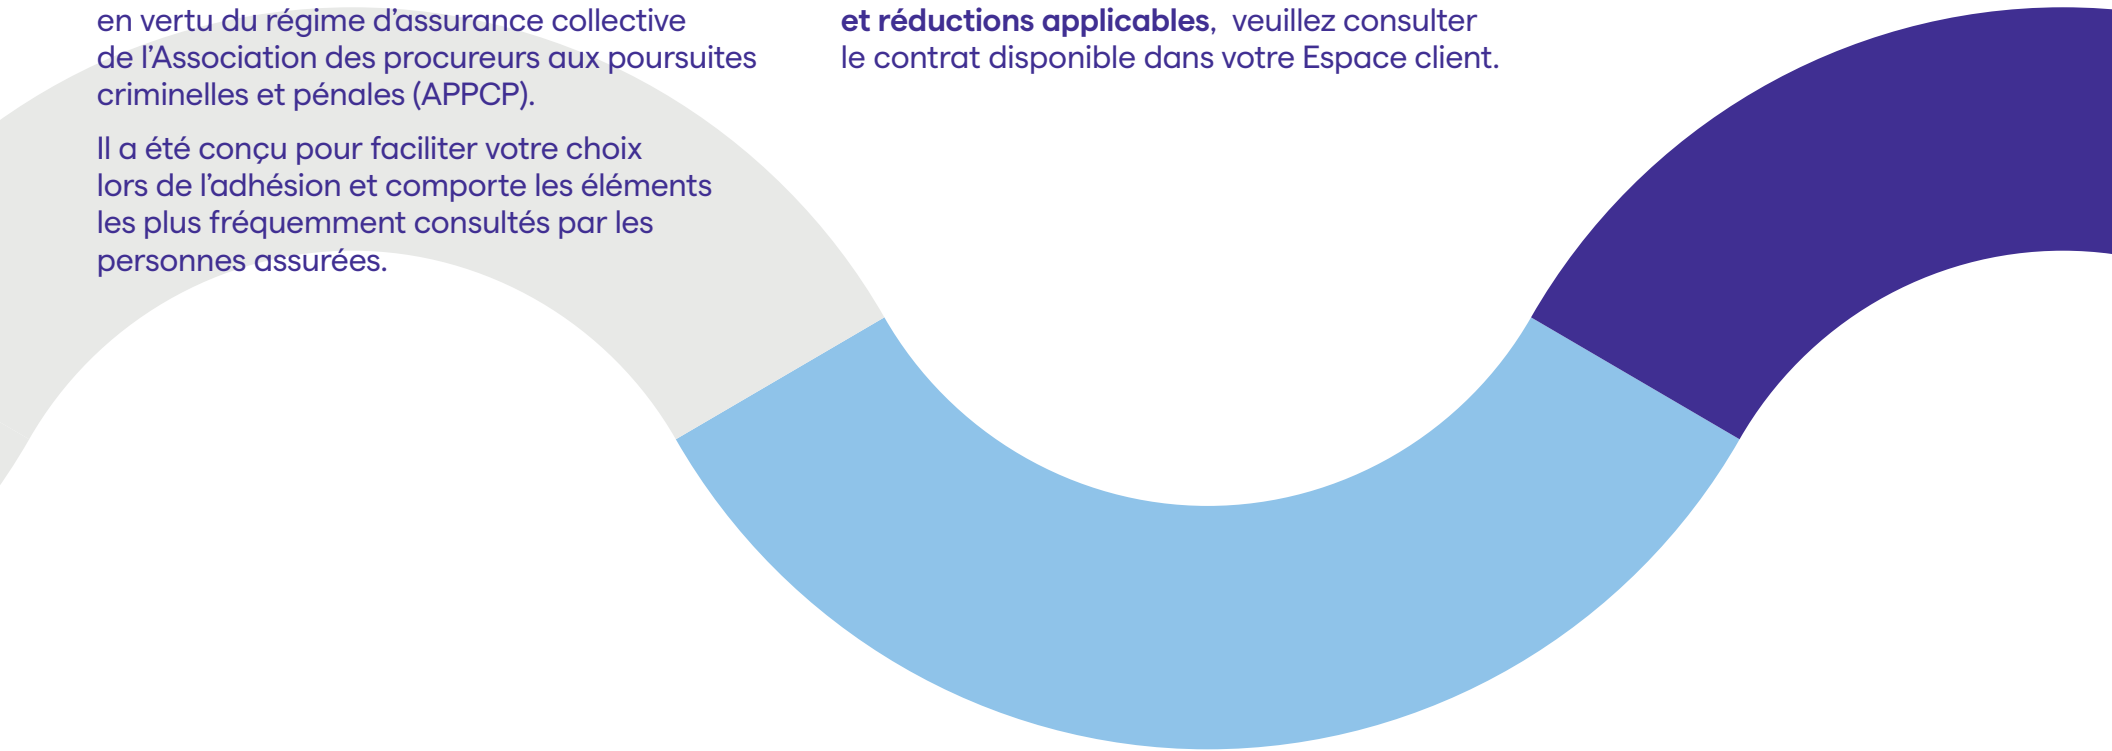 en vertu du régime d’assurance collective
de l’Association des procureurs aux poursuites
criminelles et pénales (APPCP).
Il a été conçu pour faciliter votre choix
lors de l’adhésion et comporte les éléments
les plus fréquemment consultés par les
personnes assurées.
et réductions applicables, veuillez consulter
le contrat disponible dans votre Espace client.